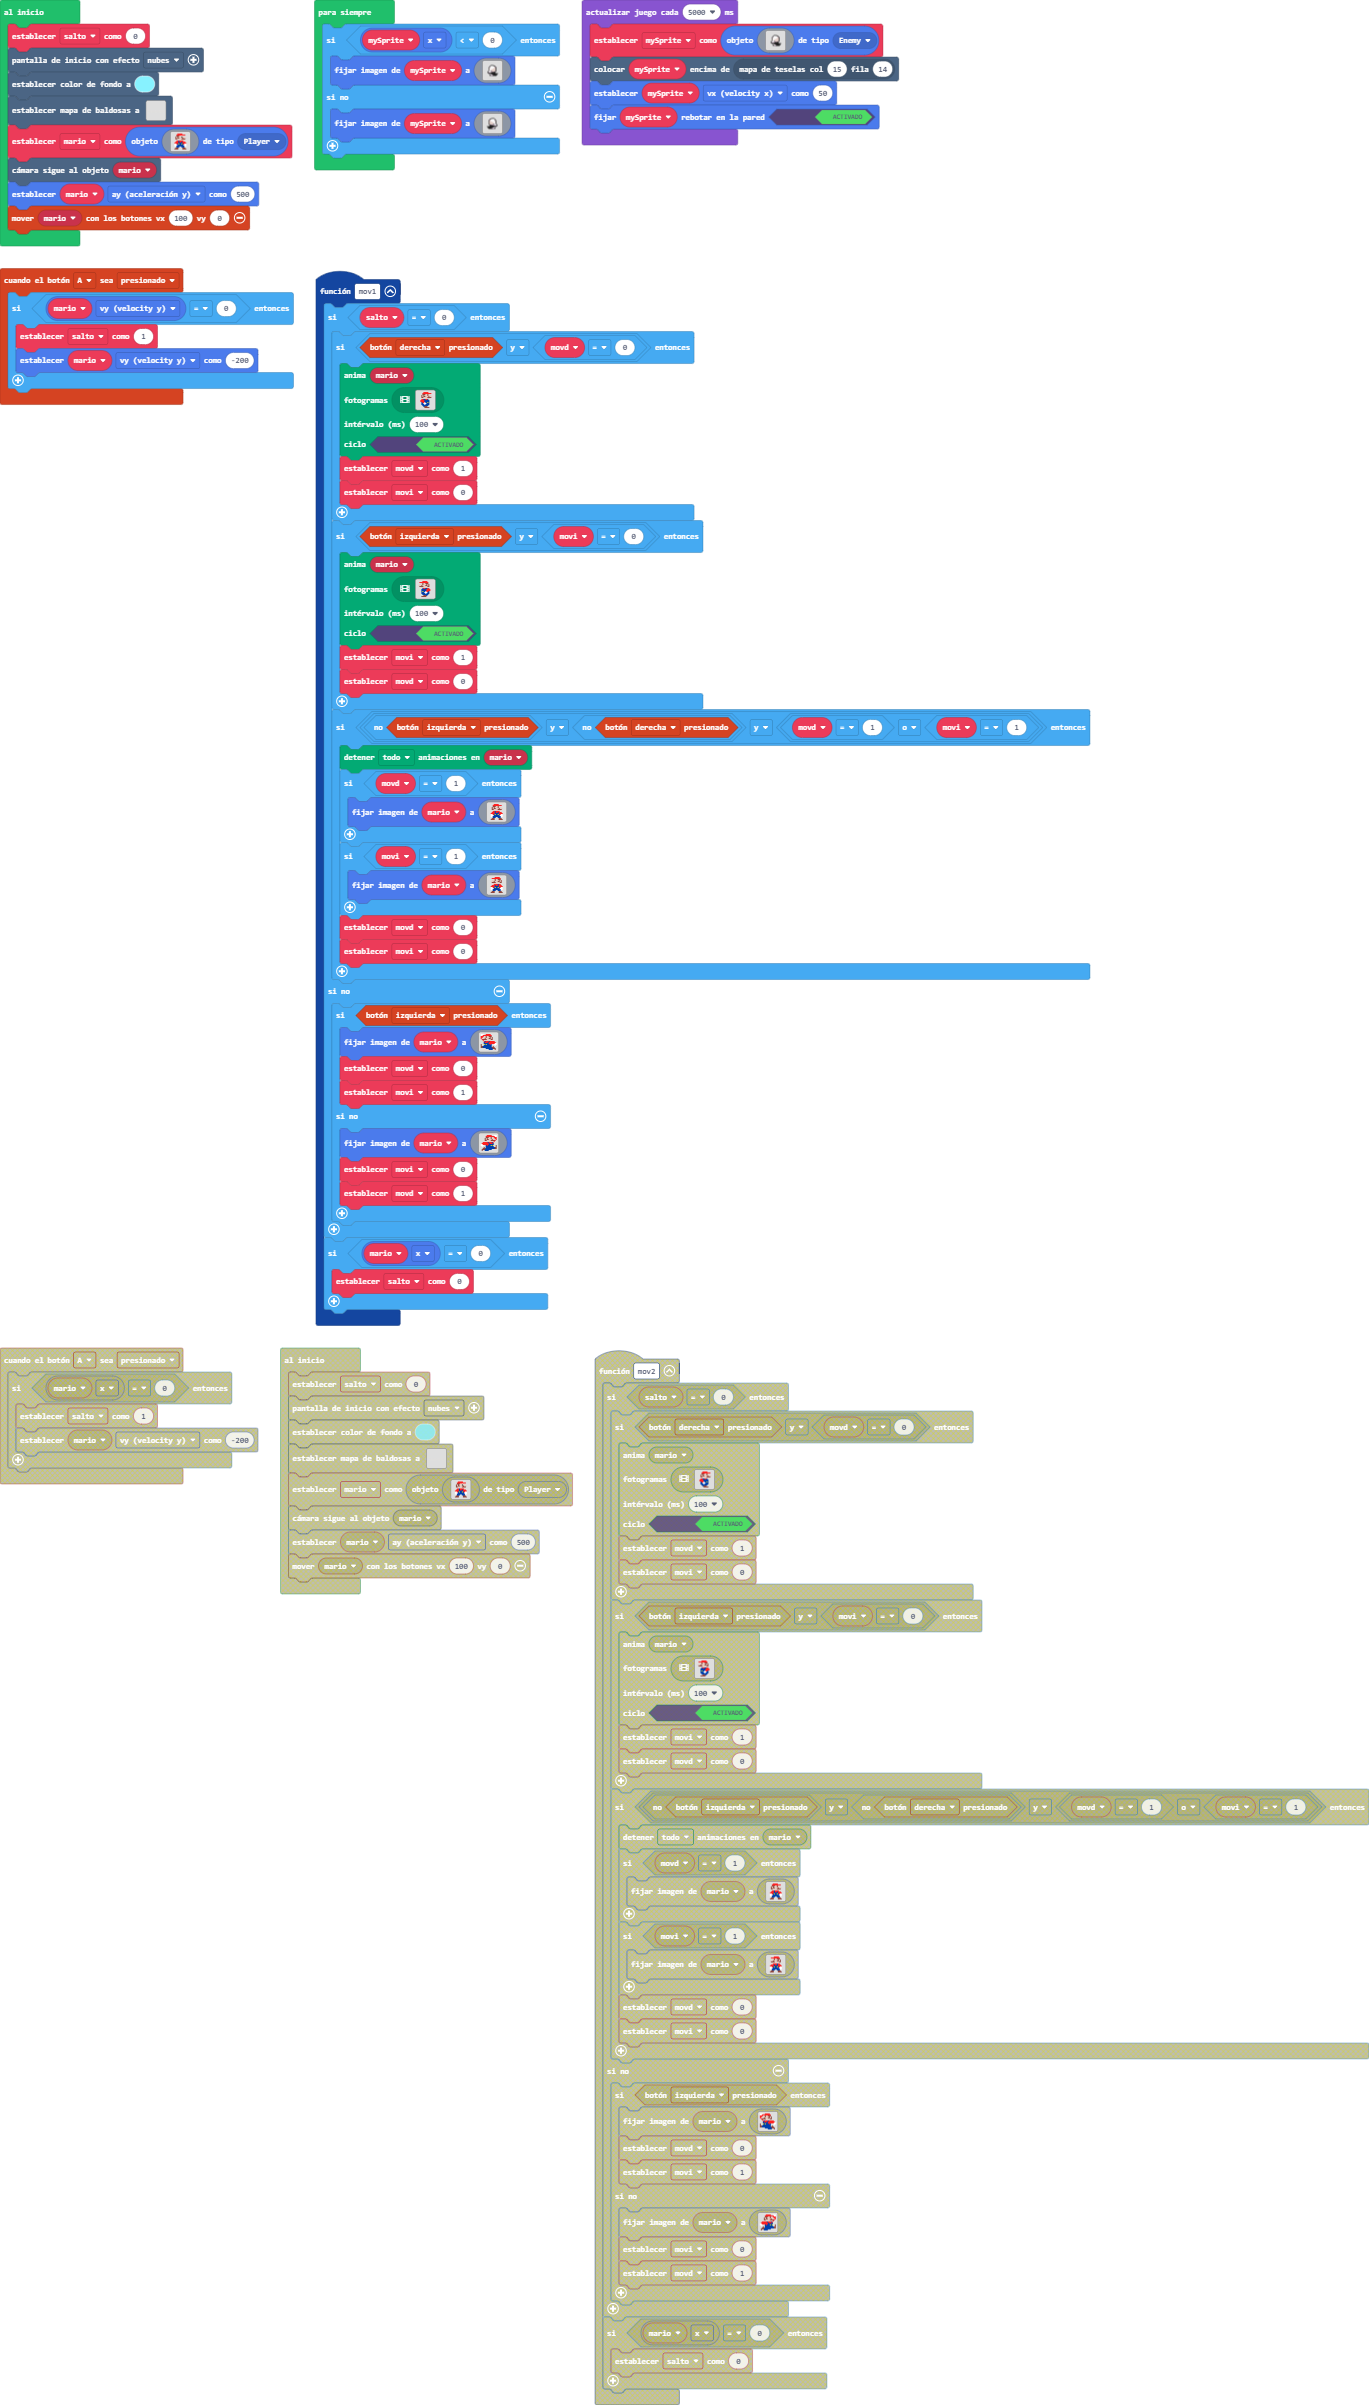 al inicio
establecer salto como 0
pantalla de inicio con efecto nubes
establecer color de fondo a
establecer mapa de baldosas a
establecer mario como objeto de tipo Player
cámara sigue al objeto mario
establecer mario ay (aceleración y) como 500
mover mario con los botones vx 100 vy 0
para siempre
si mySprite x < 0 entonces
fijar imagen de mySprite a
si no
fijar imagen de mySprite a
actualizar juego cada 5000 ms
establecer mySprite como objeto de tipo Enemy
colocar mySprite encima de mapa de teselas col 15 fila 14
establecer mySprite vx (velocity x) como 50
fijar mySprite rebotar en la pared ACTIVADO
cuando el botón A sea presionado
si mario vy (velocity y) = 0 entonces
establecer salto como 1
establecer mario vy (velocity y) como -200
función mov1
si salto = 0 entonces
si botón derecha presionado y movd = 0 entonces
anima mario
fotogramas
intérvalo (ms) 100
ciclo ACTIVADO
establecer movd como 1
establecer movi como 0
si botón izquierda presionado y movi = 0 entonces
anima mario
fotogramas
intérvalo (ms) 100
ciclo ACTIVADO
establecer movi como 1
establecer movd como 0
si no botón izquierda presionado y no botón derecha presionado y movd = 1 o movi = 1 entonces
detener todo animaciones en mario
si movd = 1 entonces
fijar imagen de mario a
si movi = 1 entonces
fijar imagen de mario a
establecer movd como 0
establecer movi como 0
si no
si botón izquierda presionado entonces
fijar imagen de mario a
establecer movd como 0
establecer movi como 1
si no
fijar imagen de mario a
establecer movi como 0
establecer movd como 1
si mario x = 0 entonces
establecer salto como 0
cuando el botón A sea presionado
si mario x = 0 entonces
establecer salto como 1
establecer mario vy (velocity y) como -200
al inicio
establecer salto como 0
pantalla de inicio con efecto nubes
establecer color de fondo a
establecer mapa de baldosas a
establecer mario como objeto de tipo Player
cámara sigue al objeto mario
establecer mario ay (aceleración y) como 500
mover mario con los botones vx 100 vy 0
función mov2
si salto = 0 entonces
si botón derecha presionado y movd = 0 entonces
anima mario
fotogramas
intérvalo (ms) 100
ciclo ACTIVADO
establecer movd como 1
establecer movi como 0
si botón izquierda presionado y movi = 0 entonces
anima mario
fotogramas
intérvalo (ms) 100
ciclo ACTIVADO
establecer movi como 1
establecer movd como 0
si no botón izquierda presionado y no botón derecha presionado y movd = 1 o movi = 1 entonces
detener todo animaciones en mario
si movd = 1 entonces
fijar imagen de mario a
si movi = 1 entonces
fijar imagen de mario a
establecer movd como 0
establecer movi como 0
si no
si botón izquierda presionado entonces
fijar imagen de mario a
establecer movd como 0
establecer movi como 1
si no
fijar imagen de mario a
establecer movi como 0
establecer movd como 1
si mario x = 0 entonces
establecer salto como 0